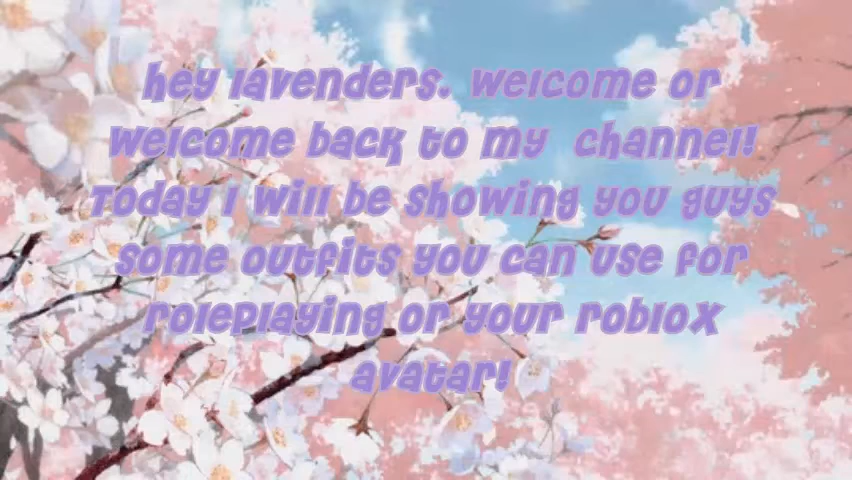 hey lavenders. welcome or
welcome back to my channel!
Today I will be showing you guys
some outfits you can use for
roleplaying or your roblox
avatar!